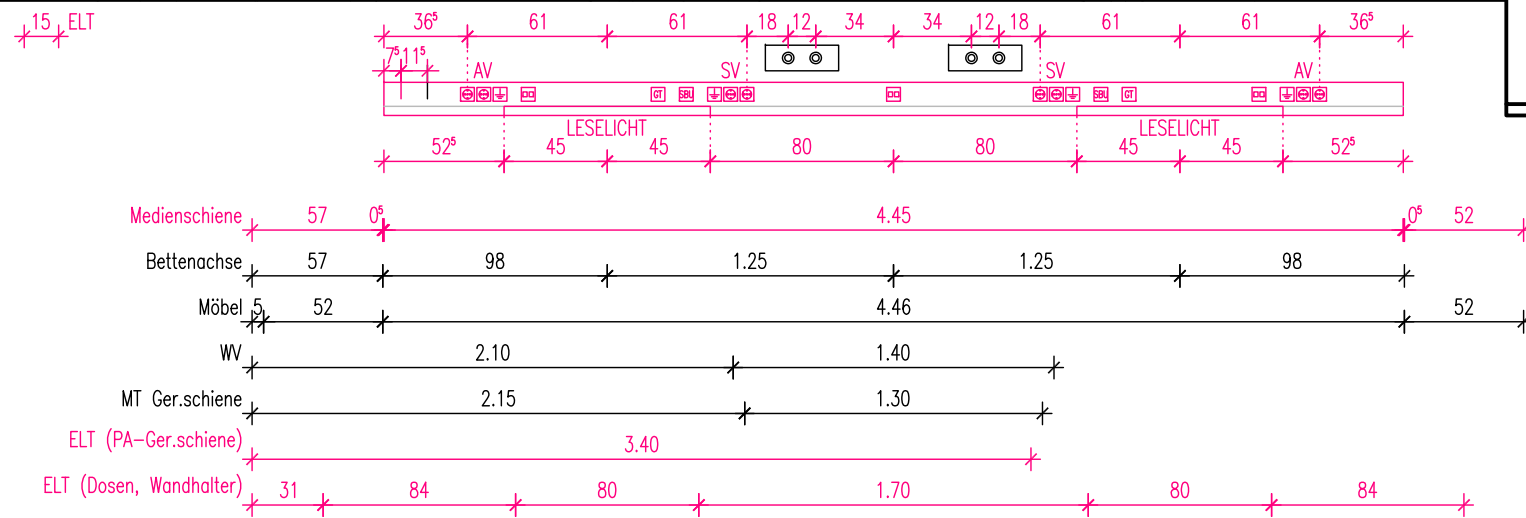 15 ELT 36⁵ 61 61 18 12 34 34 12 18 61 61 36⁵
7⁵ 11⁵
AV SV SV AV
GT SBU SBU GT
LESELICHT LESELICHT
52⁵ 45 45 80 80 45 45 52⁵
Medienschiene 57 0⁵ 4.45 0⁵ 52
Bettenachse 57 98 1.25 1.25 98
Möbel 5 52 4.46 52
WV 2.10 1.40
MT Ger.schiene 2.15 1.30
ELT (PA-Ger.schiene) 3.40
ELT (Dosen, Wandhalter) 31 84 80 1.70 80 84